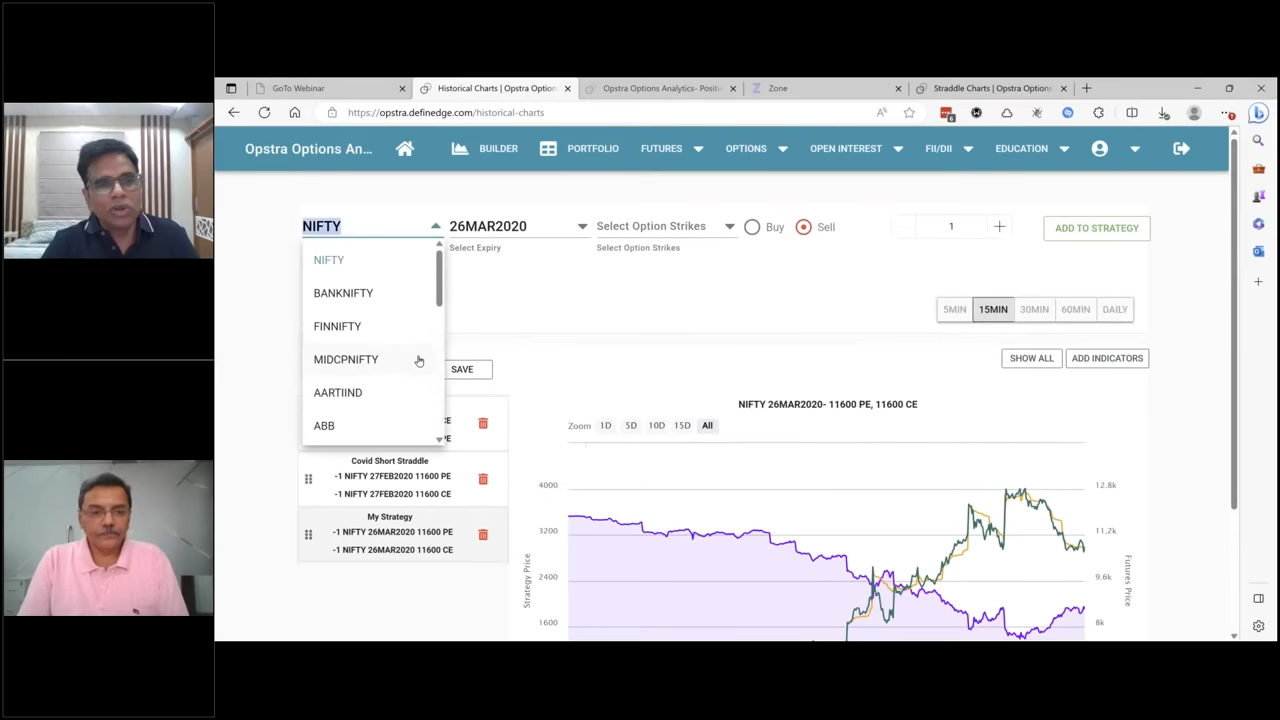 GoTo Webinar
Historical Charts | Opstra Option
Opstra Options Analytics- Positi
Zone
Straddle Charts | Opstra Options
https://opstra.definedge.com/historical-charts
Opstra Options An...
BUILDER
PORTFOLIO
FUTURES
OPTIONS
OPEN INTEREST
FII/DII
EDUCATION
NIFTY
26MAR2020
Select Option Strikes
Buy
Sell
1
ADD TO STRATEGY
Select Expiry
Select Option Strikes
NIFTY
BANKNIFTY
FINNIFTY
MIDCPNIFTY
AARTIIND
ABB
5MIN
15MIN
30MIN
60MIN
DAILY
SAVE
SHOW ALL
ADD INDICATORS
CE
PE
Covid Short Straddle
-1 NIFTY 27FEB2020 11600 PE
-1 NIFTY 27FEB2020 11600 CE
My Strategy
-1 NIFTY 26MAR2020 11600 PE
-1 NIFTY 26MAR2020 11600 CE
NIFTY 26MAR2020- 11600 PE, 11600 CE
Zoom 1D 5D 10D 15D All
4000
3200
2400
1600
Strategy Price
12.8k
11.2k
9.6k
8k
Futures Price